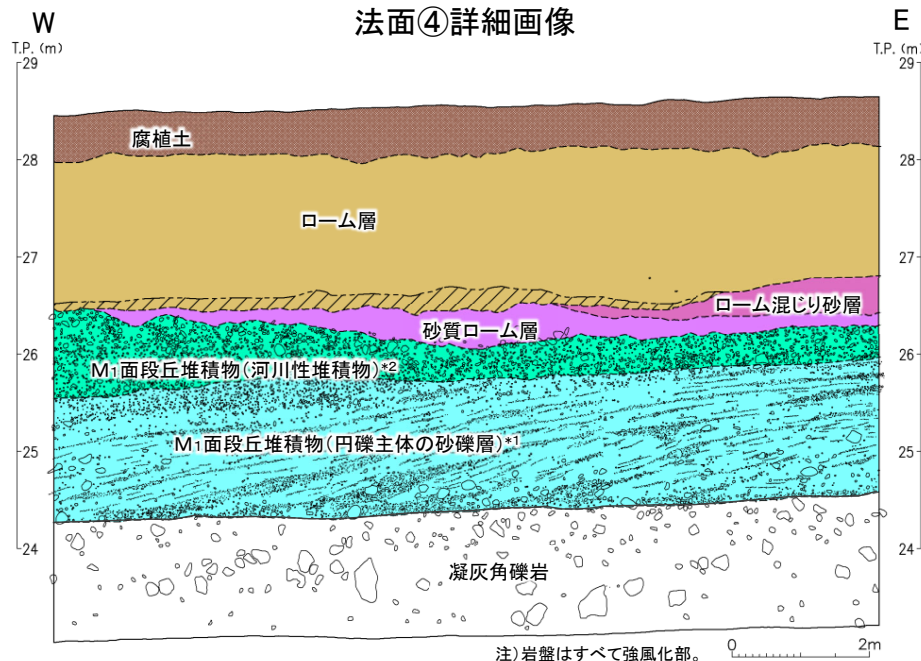 法面④詳細画像
W
E
T.P. (m)
T.P. (m)
29
29
腐植土
28
28
ローム層
27
27
ローム混じり砂層
砂質ローム層
26
26
M₁面段丘堆積物(河川性堆積物)*2
M₁面段丘堆積物(円礫主体の砂礫層)*1
25
25
24
24
凝灰角礫岩
注)岩盤はすべて強風化部。
0 2m